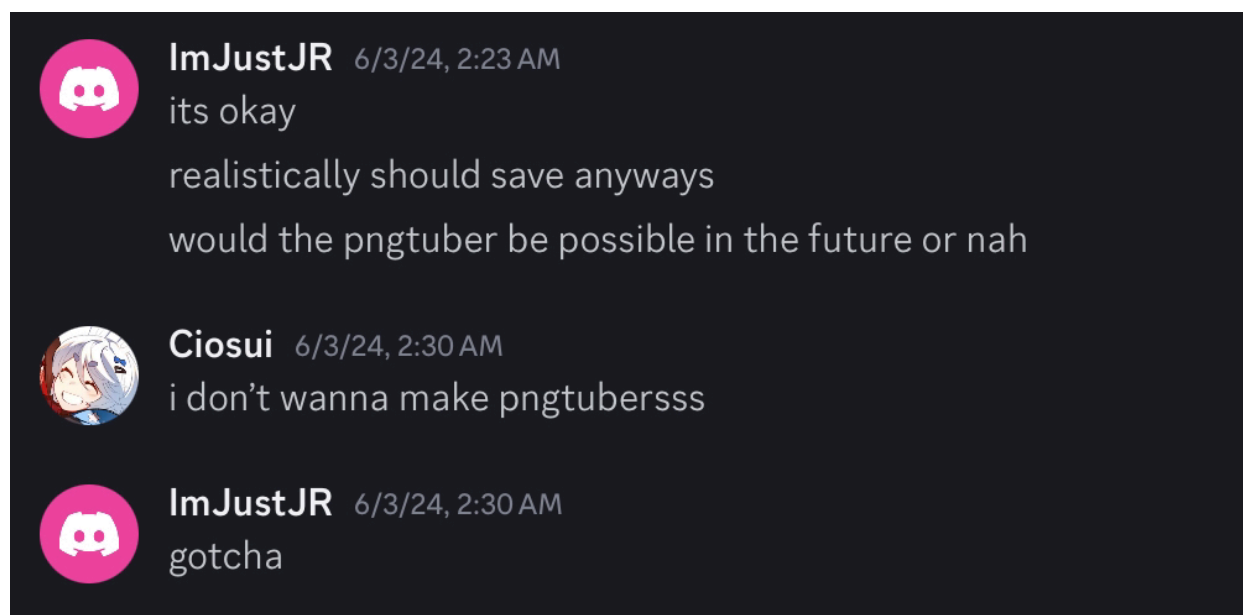 ImJustJR 6/3/24, 2:23 AM
its okay
realistically should save anyways
would the pngtuber be possible in the future or nah
Ciosui 6/3/24, 2:30 AM
i don’t wanna make pngtubersss
ImJustJR 6/3/24, 2:30 AM
gotcha